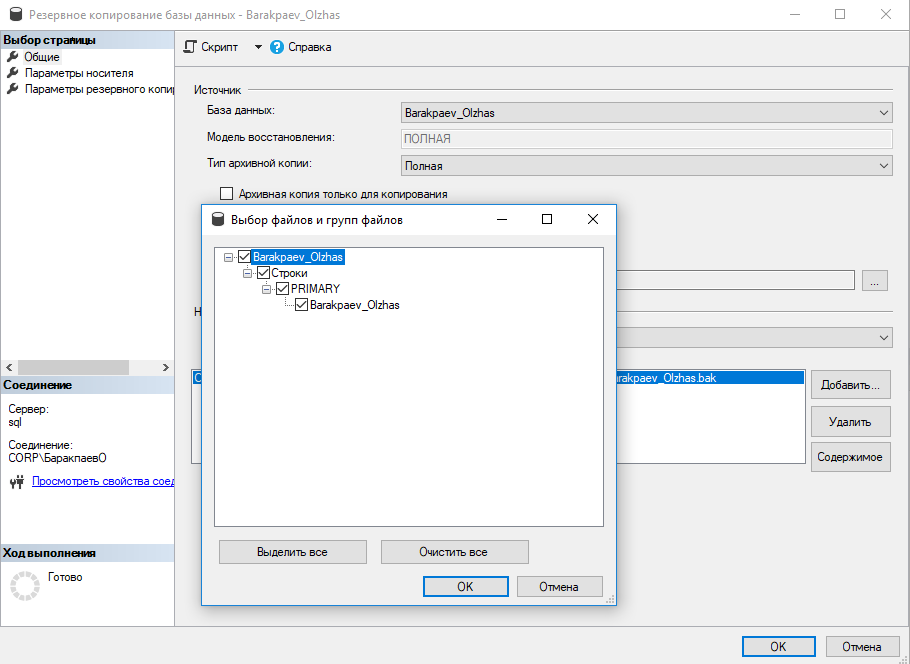 Резервное копирование базы данных - Barakpaev_Olzhas
Выбор страницы
Общие
Параметры носителя
Параметры резервного копи
Скрипт
Справка
Источник
База данных:
Barakpaev_Olzhas
Модель восстановления:
ПОЛНАЯ
Тип архивной копии:
Полная
Архивная копия только для копирования
Выбор файлов и групп файлов
Barakpaev_Olzhas
Строки
PRIMARY
Barakpaev_Olzhas
Выделить все
Очистить все
OK
Отмена
...
Н
C
arakpaev_Olzhas.bak
Добавить...
Удалить
Содержимое
Соединение
Сервер:
sql
Соединение:
CORP\БаракпаевО
Просмотреть свойства соед
Ход выполнения
Готово
OK
Отмена